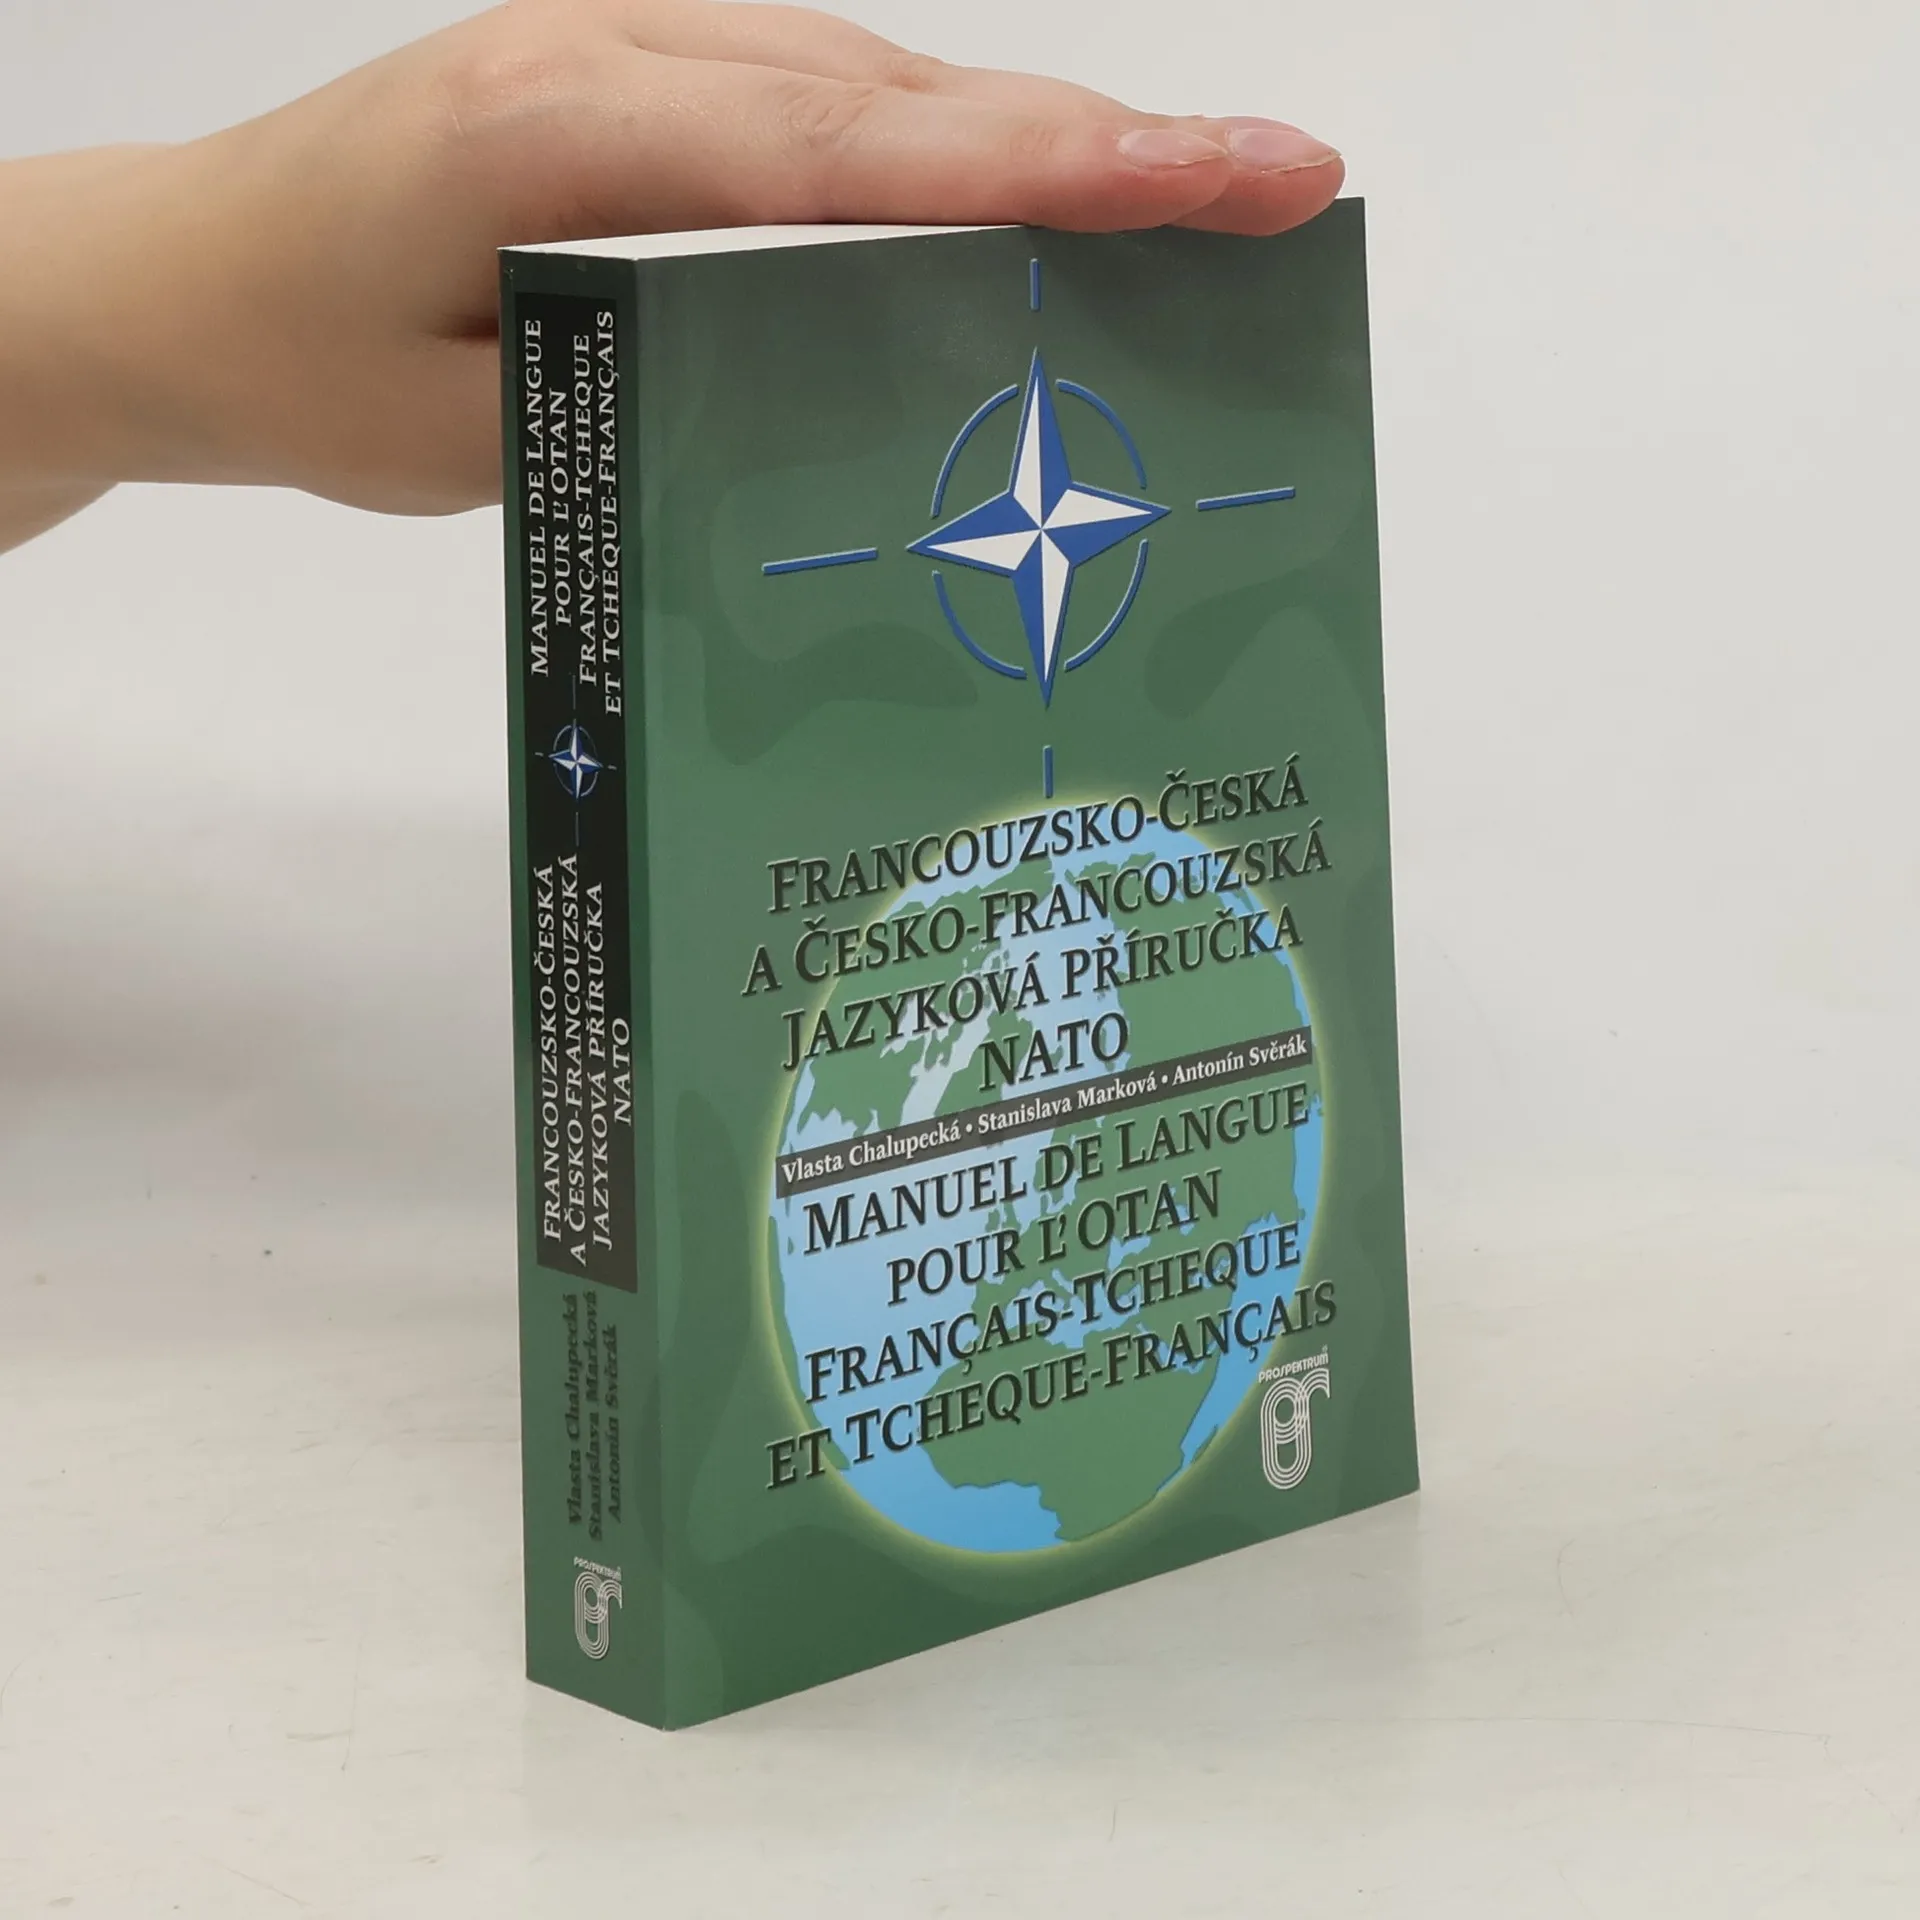 MANUEL DE LANGUE
POUR L'OTAN
FRANÇAIS-TCHEQUE
ET TCHEQUE-FRANÇAIS
FRANCOUZSKO-ČESKÁ
A ČESKO-FRANCOUZSKÁ
JAZYKOVÁ PŘÍRUČKA
NATO
Vlasta Chalupecká
Stanislava Marková
Antonín Svěrák
PROSPEKTRUM
FRANCOUZSKO-ČESKÁ
A ČESKO-FRANCOUZSKÁ
JAZYKOVÁ PŘÍRUČKA
NATO
Vlasta Chalupecká • Stanislava Marková • Antonín Svěrák
MANUEL DE LANGUE
POUR L'OTAN
FRANÇAIS-TCHEQUE
ET TCHEQUE-FRANÇAIS
PROSPEKTRUM